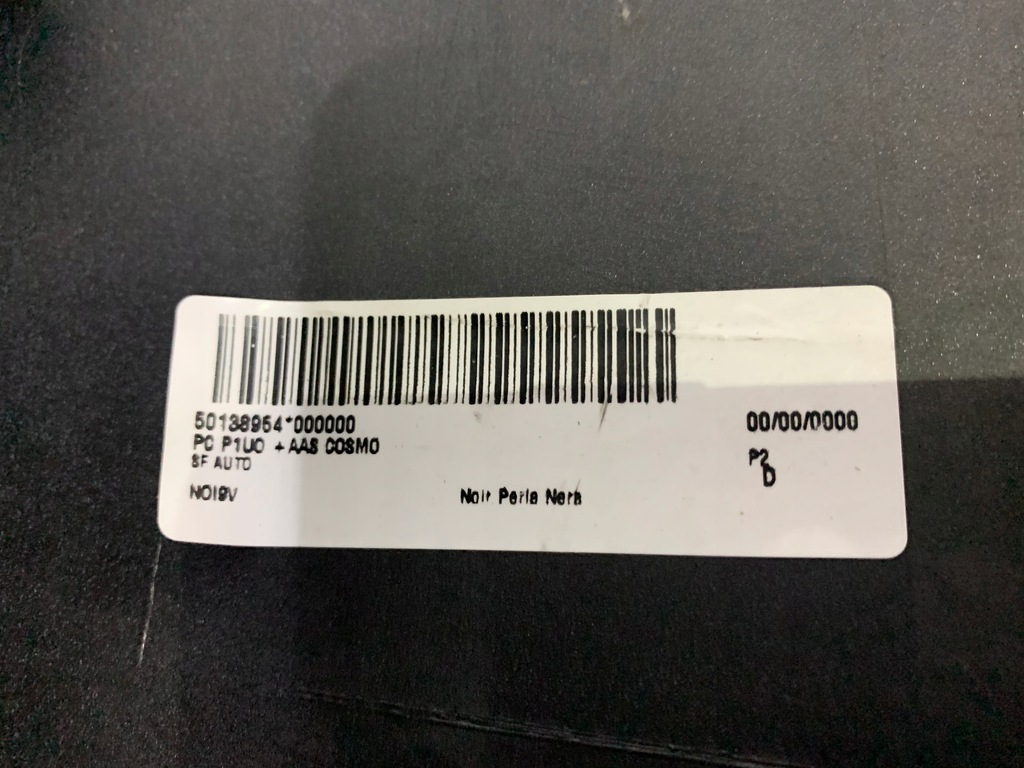 50138954*000000
00/00/0000
PC P1UO + AAS COSMO
SF AUTO
P2
D
NOI9V
Noir Perla Nera